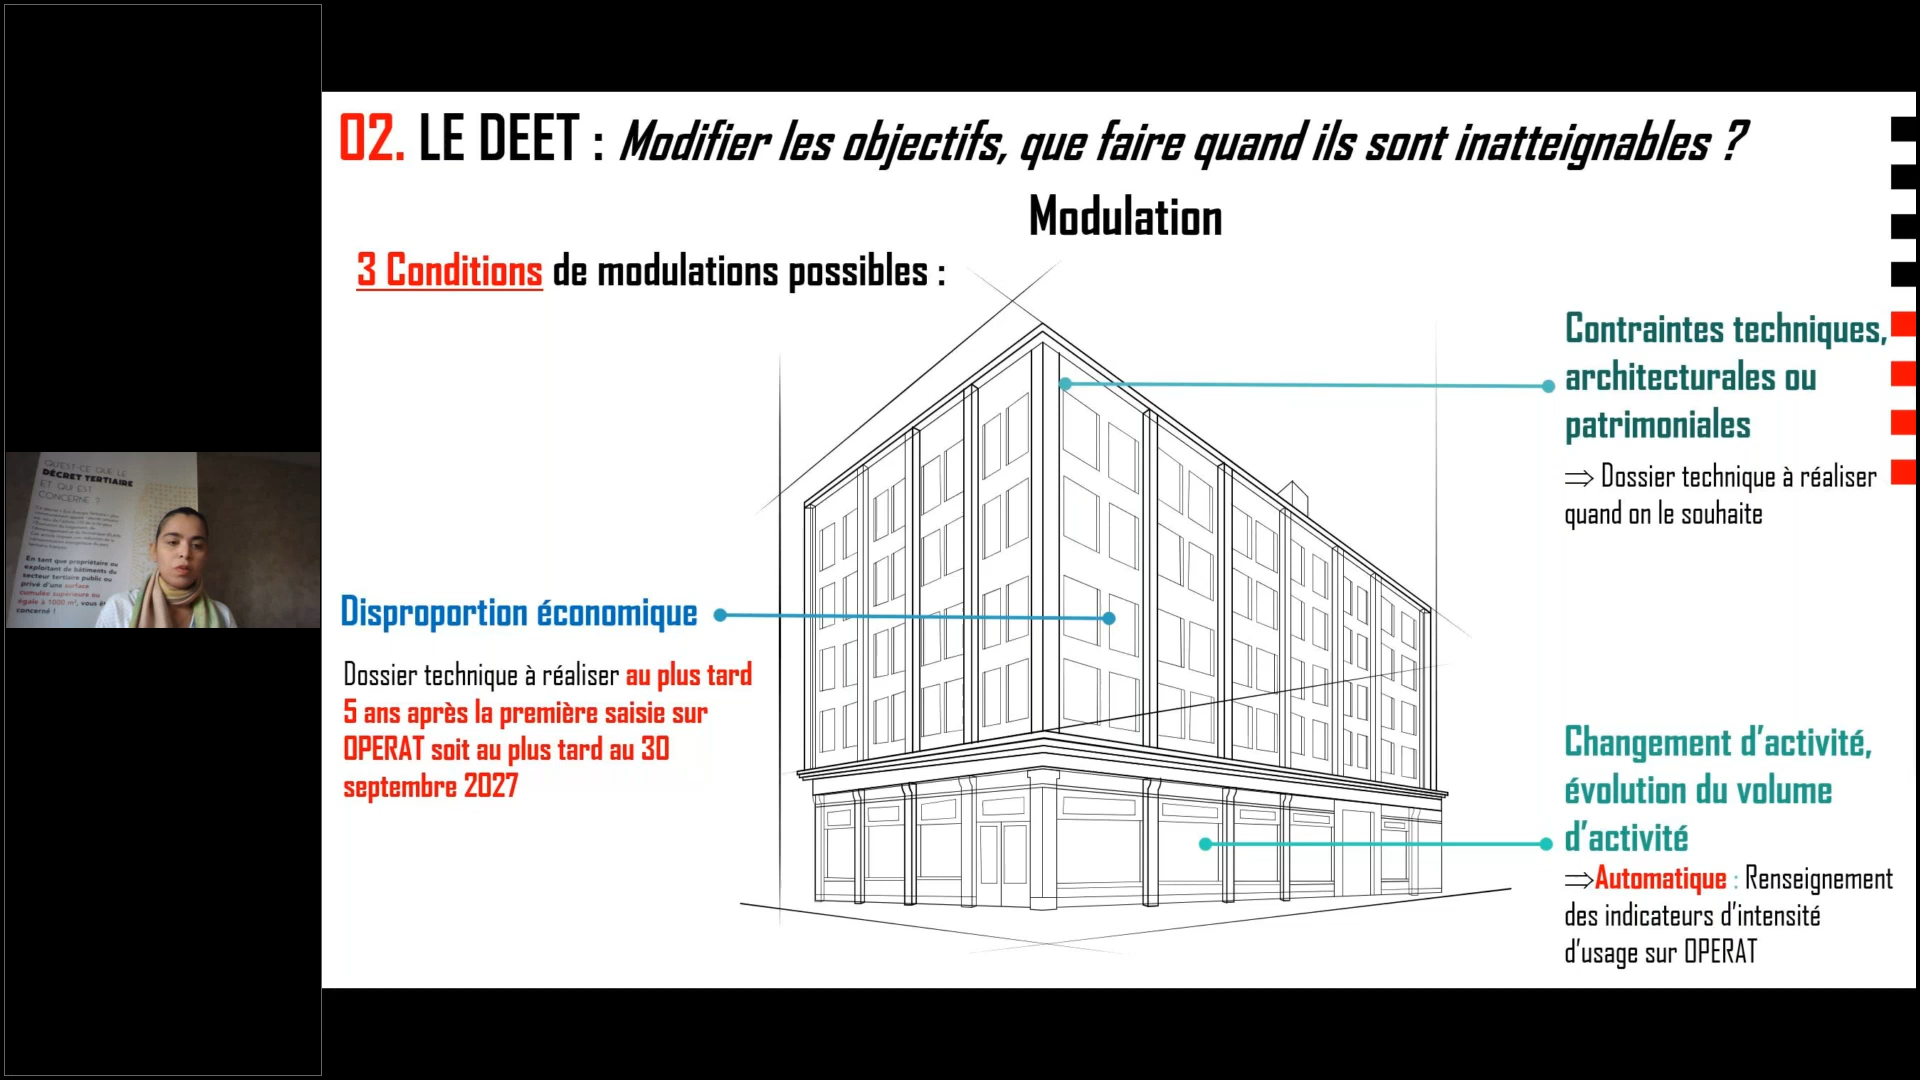 02. LE DEET : Modifier les objectifs, que faire quand ils sont inatteignables ?
Modulation
3 Conditions de modulations possibles :
Contraintes techniques,
architecturales ou
patrimoniales
⇒ Dossier technique à réaliser
quand on le souhaite
Disproportion économique
Dossier technique à réaliser au plus tard
5 ans après la première saisie sur
OPERAT soit au plus tard au 30
septembre 2027
Changement d’activité,
évolution du volume
d’activité
⇒Automatique : Renseignement
des indicateurs d’intensité
d’usage sur OPERAT
QU'EST-CE QUE LE
DÉCRET TERTIAIRE
ET QUI EST
CONCERNÉ ?
En tant que propriétaire ou
exploitant de bâtiments du
secteur tertiaire public ou
privé d'une surface
cumulée supérieure ou
égale à 1000 m², vous êt
concerné !